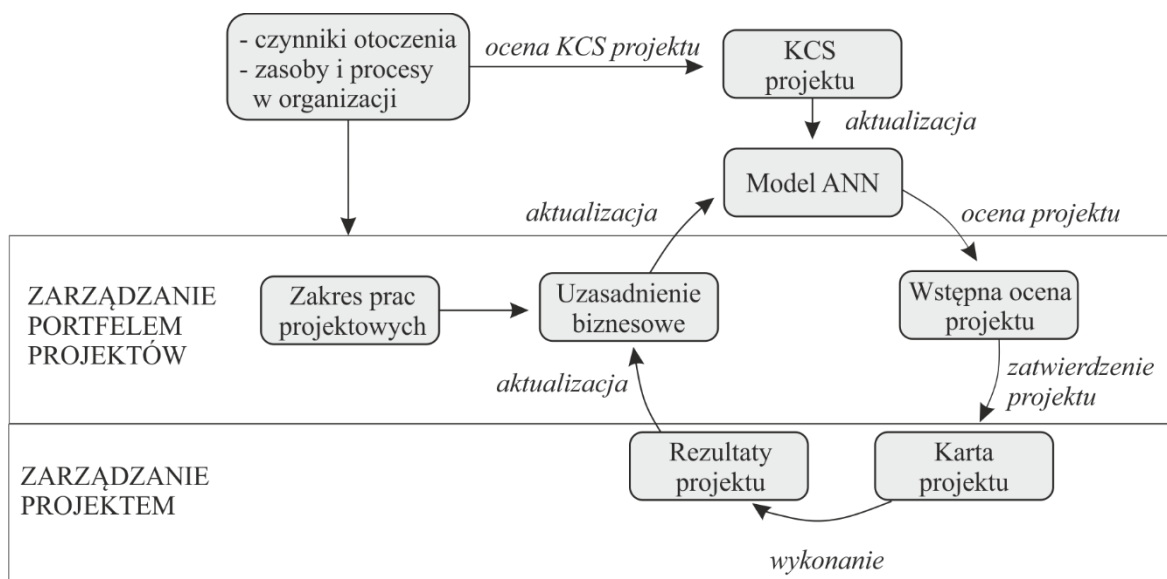 - czynniki otoczenia
- zasoby i procesy
w organizacji
ocena KCS projektu
KCS
projektu
aktualizacja
Model ANN
aktualizacja
ocena projektu
ZARZĄDZANIE
PORTFELEM
PROJEKTÓW
Zakres prac
projektowych
Uzasadnienie
biznesowe
Wstępna ocena
projektu
aktualizacja
zatwierdzenie
projektu
ZARZĄDZANIE
PROJEKTEM
Rezultaty
projektu
Karta
projektu
wykonanie